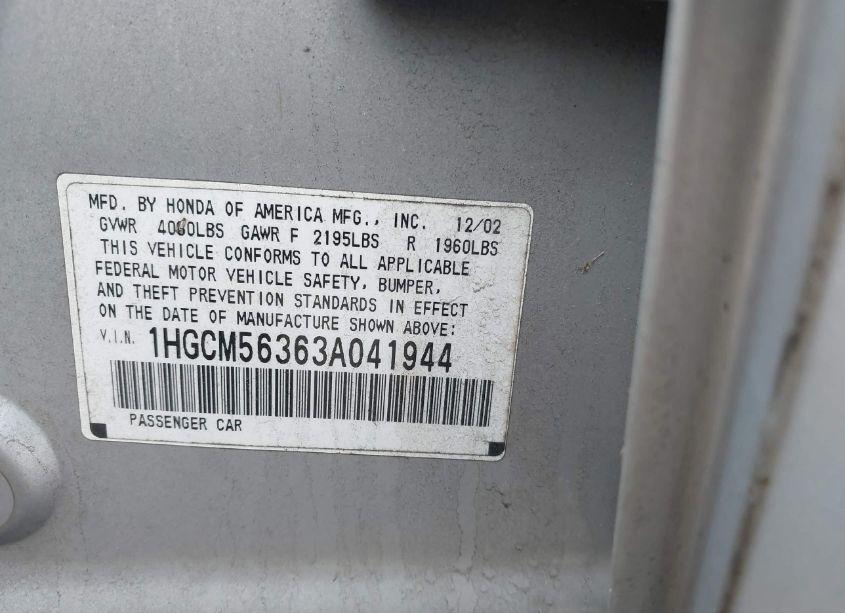 MFD. BY HONDA OF AMERICA MFG., INC. 12/02
GVWR GAWR F 2195LBS R 1960LBS
THIS VEHICLE CONFORMS TO ALL APPLICABLE
FEDERAL MOTOR VEHICLE SAFETY, BUMPER,
AND THEFT PREVENTION STANDARDS IN EFFECT
ON THE DATE OF MANUFACTURE SHOWN ABOVE:
V.I.N. 1HGCM56363A041944
PASSENGER CAR